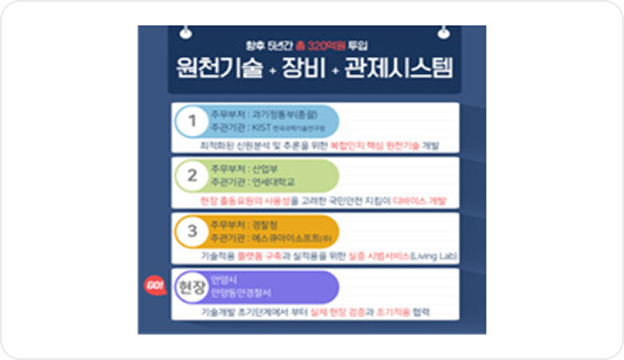 향후 5년간 총 320억원 투입
원천기술 + 장비 + 관제시스템
1
주무부처 : 과기정통부(총괄)
주관기관 : KIST 한국과학기술연구원
최적화된 신원분석 및 추론을 위한 복합인지 핵심 원천기술 개발
2
주무부처 : 산업부
주관기관 : 연세대학교
현장 출동요원의 사용성을 고려한 국민안전 지킴이 디바이스 개발
3
주무부처 : 경찰청
주관기관 : 에스큐아이소프트(주)
기술적용 플랫폼 구축과 실적용을 위한 실증 시범서비스(Living Lab)
GO!
현장
안양시
안양동안경찰서
기술개발 초기단계에서 부터 실제 현장 검증과 조기적용 협력